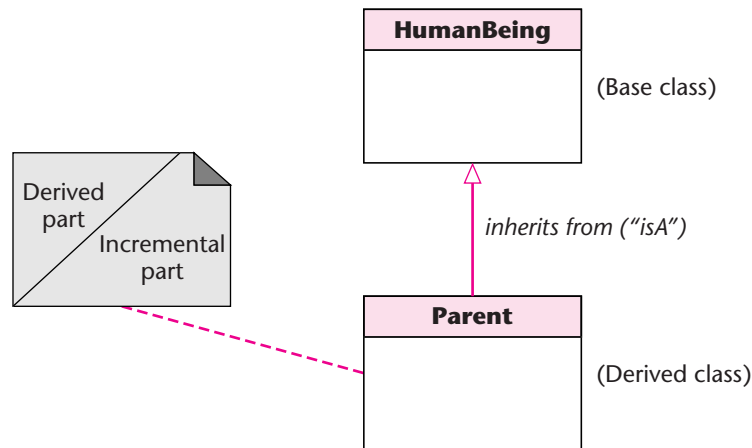 HumanBeing
(Base class)
Derived
part
Incremental
part
inherits from (“isA”)
Parent
(Derived class)